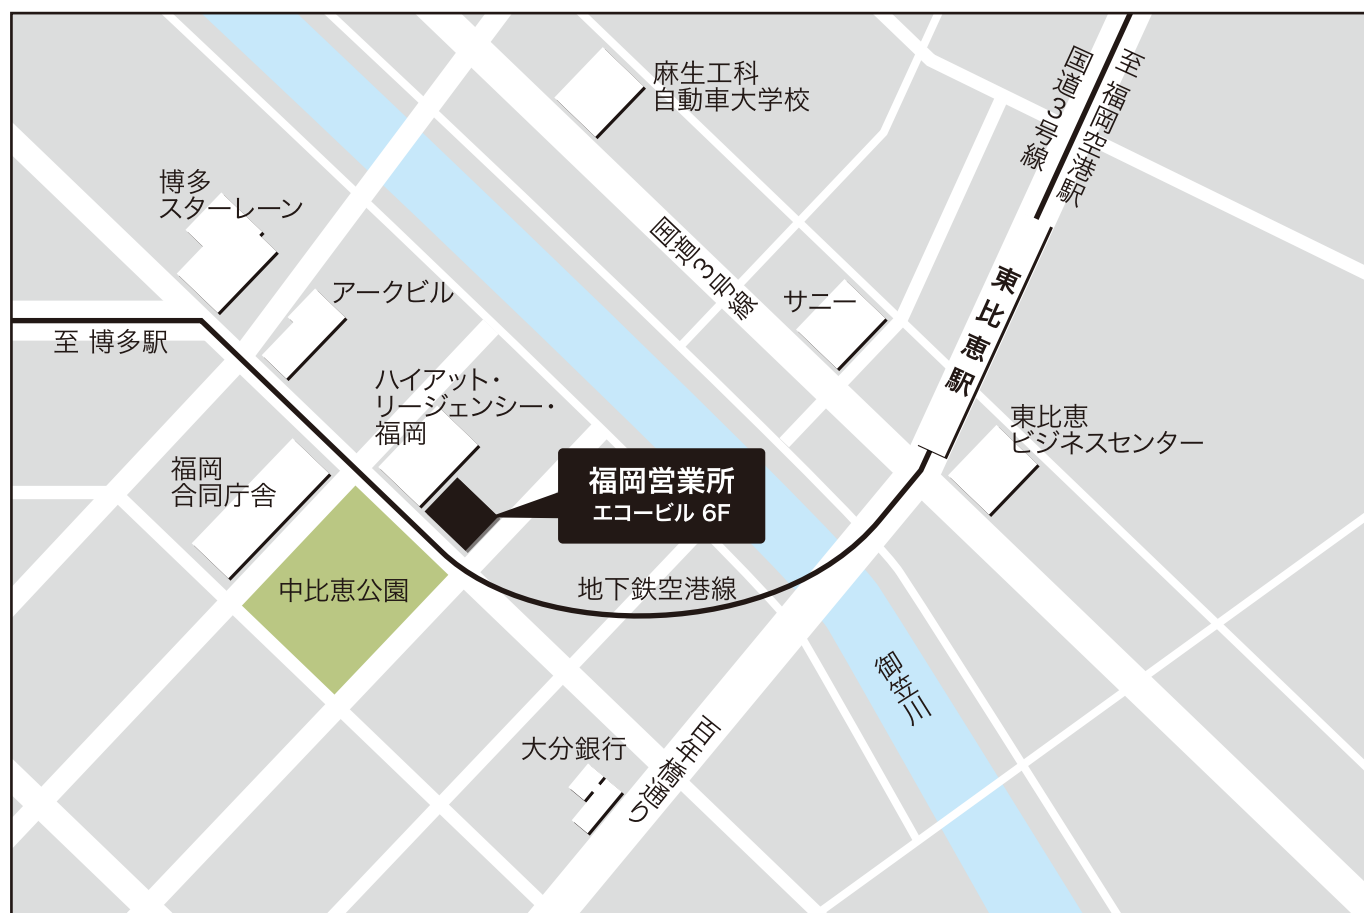 麻生工科
自動車大学校
国道3号線
至 福岡空港駅
博多
スターレーン
国道3号線
東比恵駅
アークビル
サニー
至 博多駅
ハイアット・
リージェンシー・
福岡
東比恵
ビジネスセンター
福岡
合同庁舎
福岡営業所
エコービル 6F
中比恵公園
地下鉄空港線
御笠川
大分銀行
百年橋通り